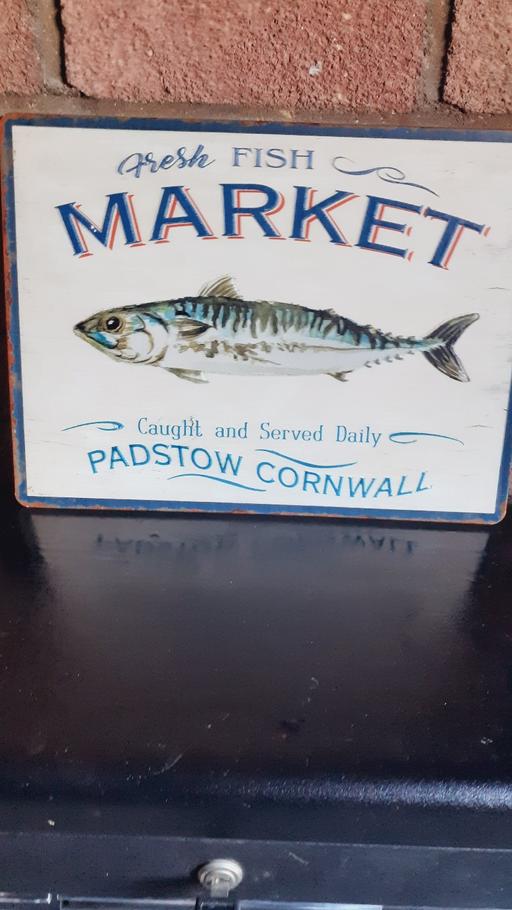 Fresh FISH
MARKET
Caught and Served Daily
PADSTOW CORNWALL